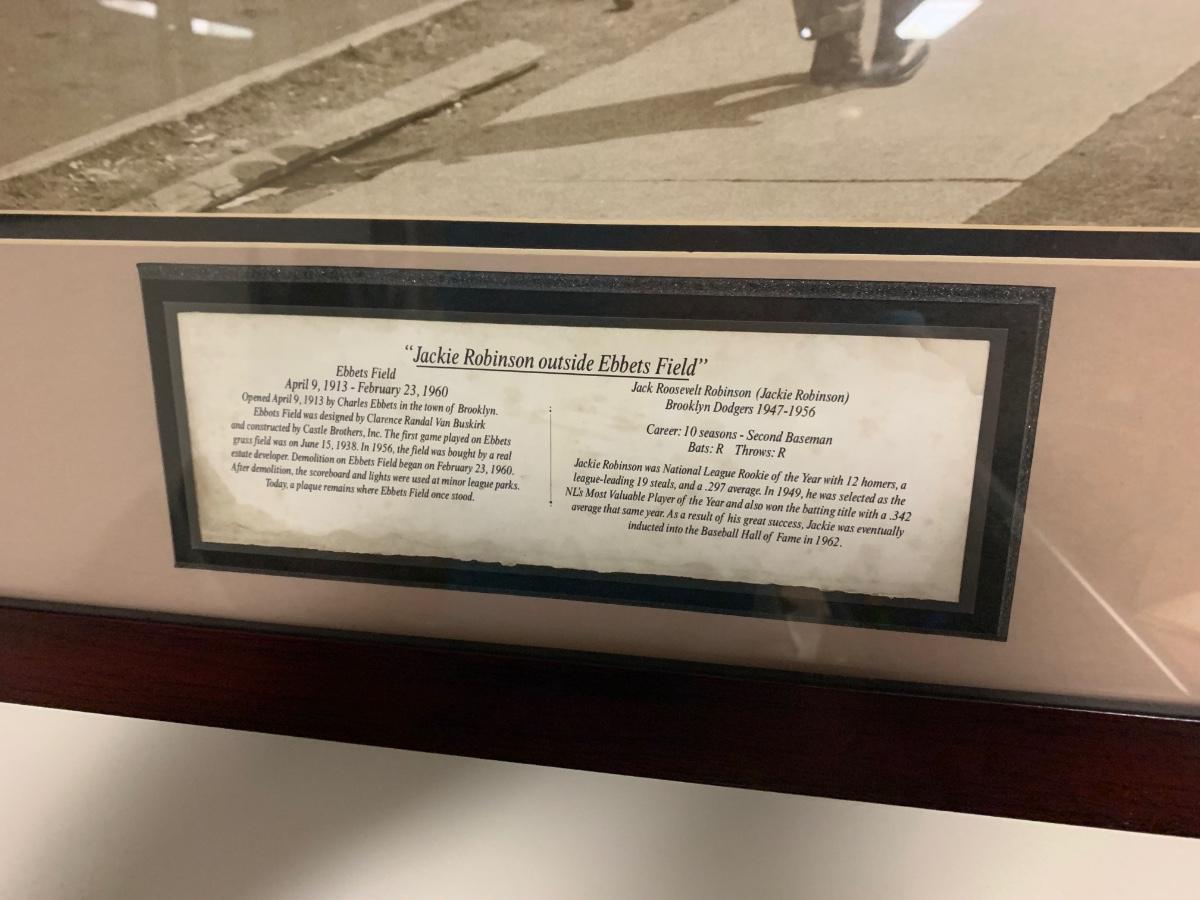 “Jackie Robinson outside Ebbets Field”
Ebbets Field
April 9, 1913 - February 23, 1960
Opened April 9, 1913 by Charles Ebbets in the town of Brooklyn.
Ebbots Field was designed by Clarence Randal Van Buskirk
and constructed by Castle Brothers, Inc. The first game played on Ebbets
grass field was on June 15, 1938. In 1956, the field was bought by a real
estate developer. Demolition on Ebbets Field began on February 23, 1960.
After demolition, the scoreboard and lights were used at minor league parks.
Today, a plaque remains where Ebbets Field once stood.
Jack Roosevelt Robinson (Jackie Robinson)
Brooklyn Dodgers 1947-1956
Career: 10 seasons - Second Baseman
Bats: R Throws: R
Jackie Robinson was National League Rookie of the Year with 12 homers, a
league-leading 19 steals, and a .297 average. In 1949, he was selected as the
NL's Most Valuable Player of the Year and also won the batting title with a .342
average that same year. As a result of his great success, Jackie was eventually
inducted into the Baseball Hall of Fame in 1962.